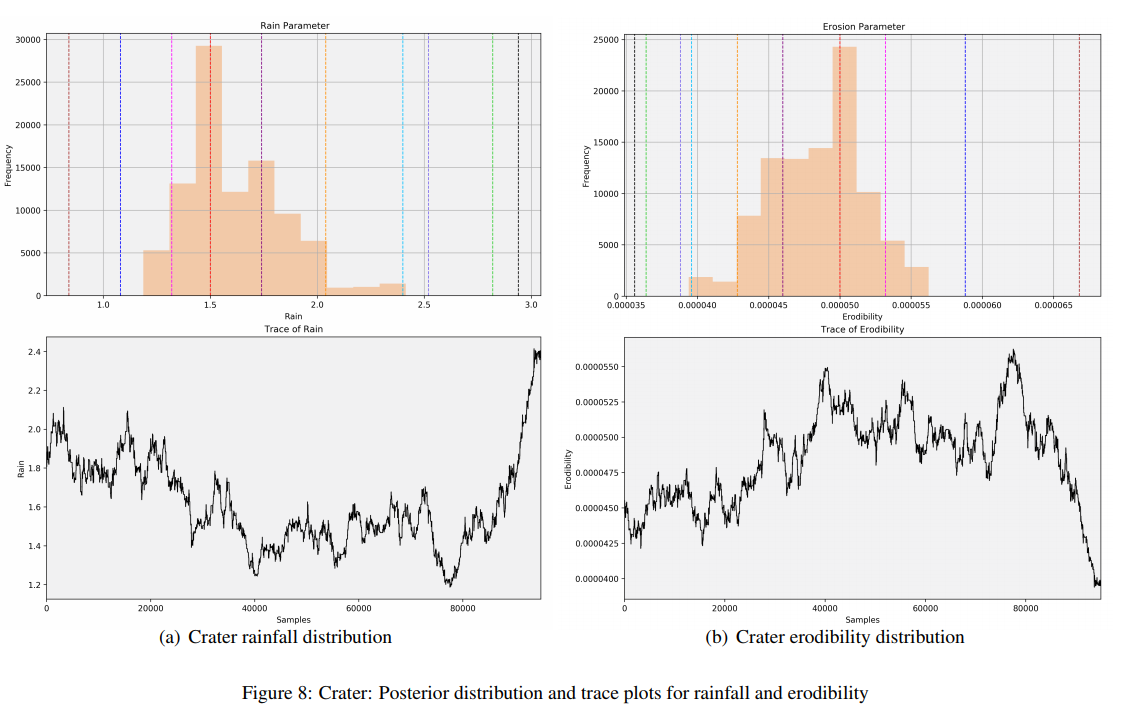 Rain Parameter
30000
25000
20000
15000
10000
5000
0
Frequency
1.0 1.5 2.0 2.5 3.0
Rain
Erosion Parameter
25000
20000
15000
10000
5000
0
Frequency
0.000035 0.000040 0.000045 0.000050 0.000055 0.000060 0.000065
Erodibility
Trace of Rain
2.4
2.2
2.0
1.8
1.6
1.4
1.2
Rain
0 20000 40000 60000 80000
Samples
Trace of Erodibility
0.0000550
0.0000525
0.0000500
0.0000475
0.0000450
0.0000425
0.0000400
Erodibility
0 20000 40000 60000 80000
Samples
(a) Crater rainfall distribution
(b) Crater erodibility distribution
Figure 8: Crater: Posterior distribution and trace plots for rainfall and erodibility